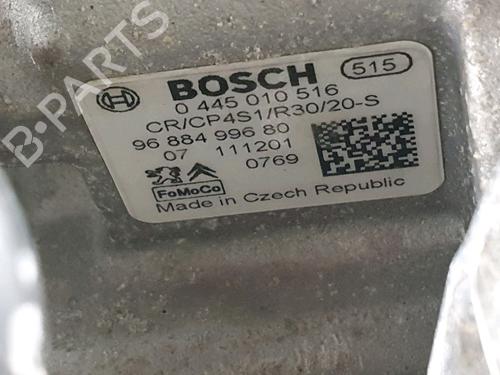 BOSCH 515
0 445 010 516
CR/CP4S1/R30/20-S
96 884 996 80
07 111201
0769
FoMoCo
Made in Czech Republic
B-PARTS